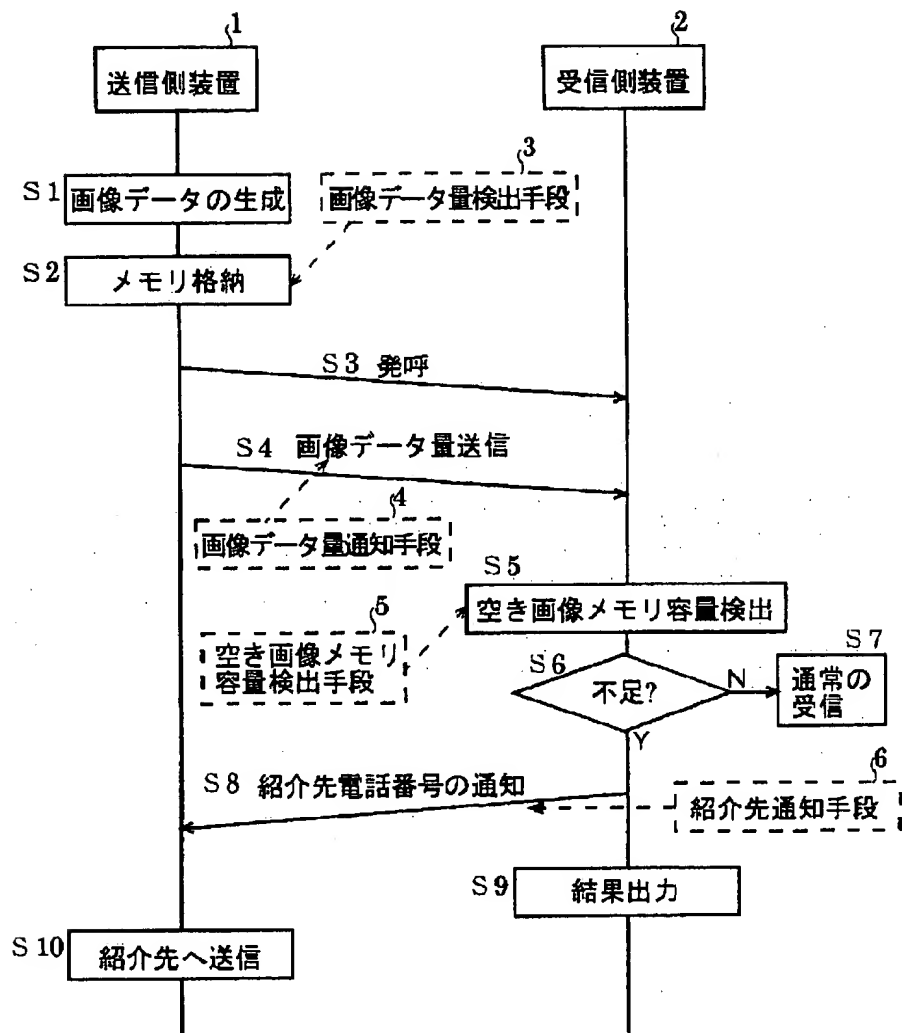 1
送信側装置
2
受信側装置
S1
画像データの生成
3
画像データ量検出手段
S2
メモリ格納
S3 発呼
S4 画像データ量送信
4
画像データ量通知手段
S5
空き画像メモリ容量検出
5
空き画像メモリ
容量検出手段
S6
不足?
N
Y
S7
通常の
受信
S8 紹介先電話番号の通知
6
紹介先通知手段
S9
結果出力
S10
紹介先へ送信